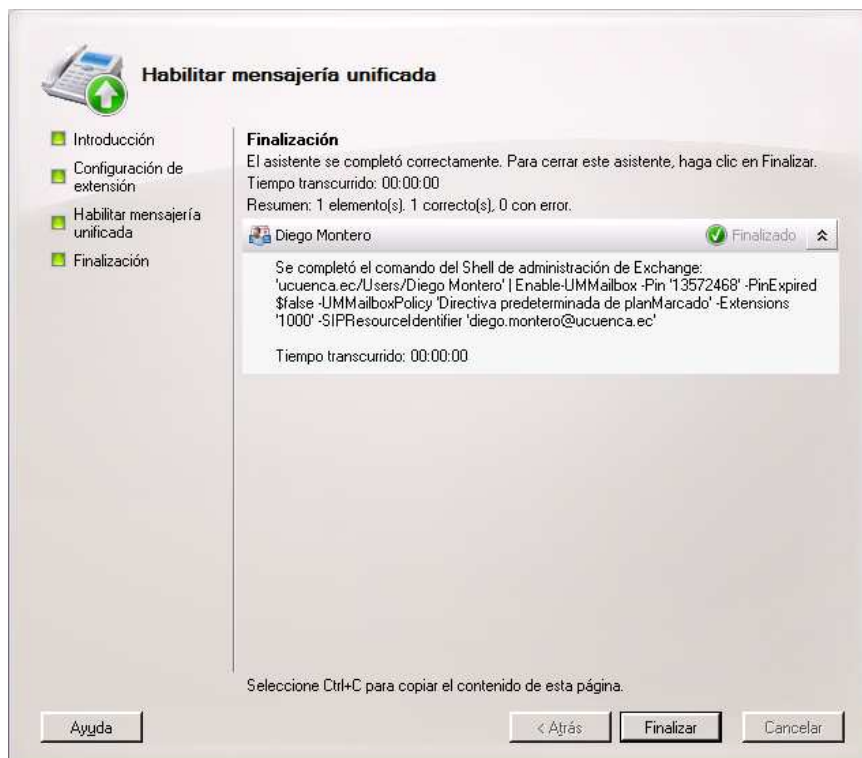 Habilitar mensajería unificada
Introducción
Configuración de
extensión
Habilitar mensajería
unificada
Finalización
Finalización
El asistente se completó correctamente. Para cerrar este asistente, haga clic en Finalizar.
Tiempo transcurrido: 00:00:00
Resumen: 1 elemento(s). 1 correcto(s), 0 con error.
Diego Montero
Finalizado
Se completó el comando del Shell de administración de Exchange:
'ucuenca.ec/Users/Diego Montero' | Enable-UMMailbox -Pin '13572468' -PinExpired
$false -UMMailboxPolicy 'Directiva predeterminada de planMarcado' -Extensions
'1000' -SIPResourceIdentifier 'diego.montero@ucuenca.ec'
Tiempo transcurrido: 00:00:00
Seleccione Ctrl+C para copiar el contenido de esta página.
Ayuda
< Atrás
Finalizar
Cancelar